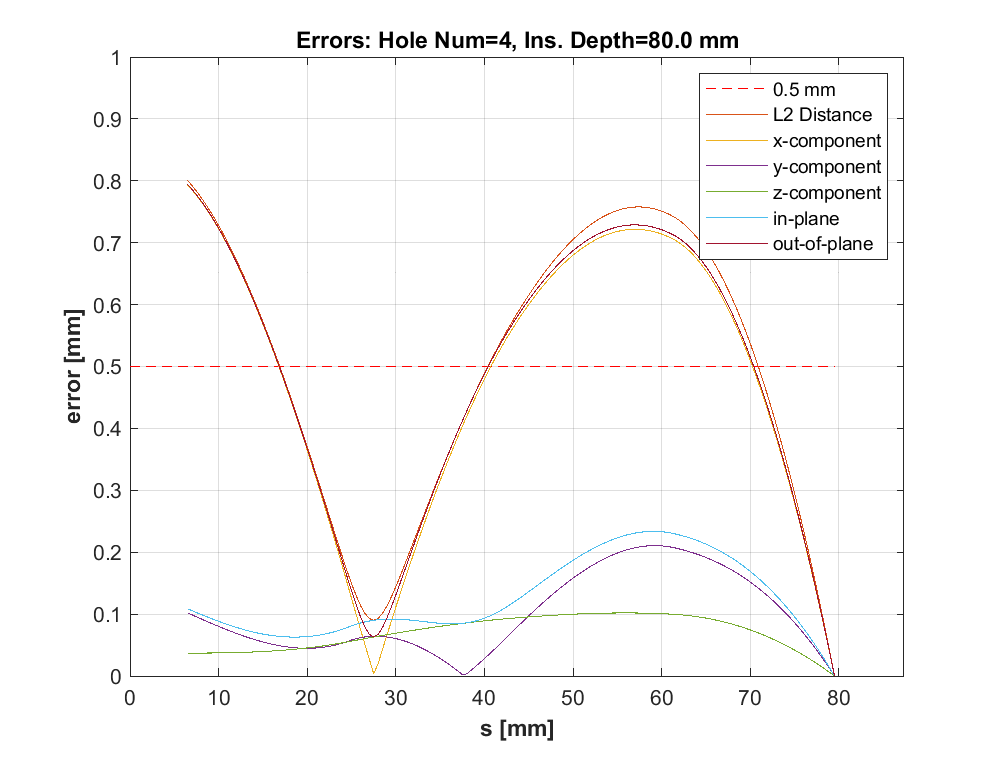 Errors: Hole Num=4, Ins. Depth=80.0 mm
1
0.9
0.8
0.7
0.6
0.5
0.4
0.3
0.2
0.1
0
error [mm]
0.5 mm
L2 Distance
x-component
y-component
z-component
in-plane
out-of-plane
0 10 20 30 40 50 60 70 80
s [mm]